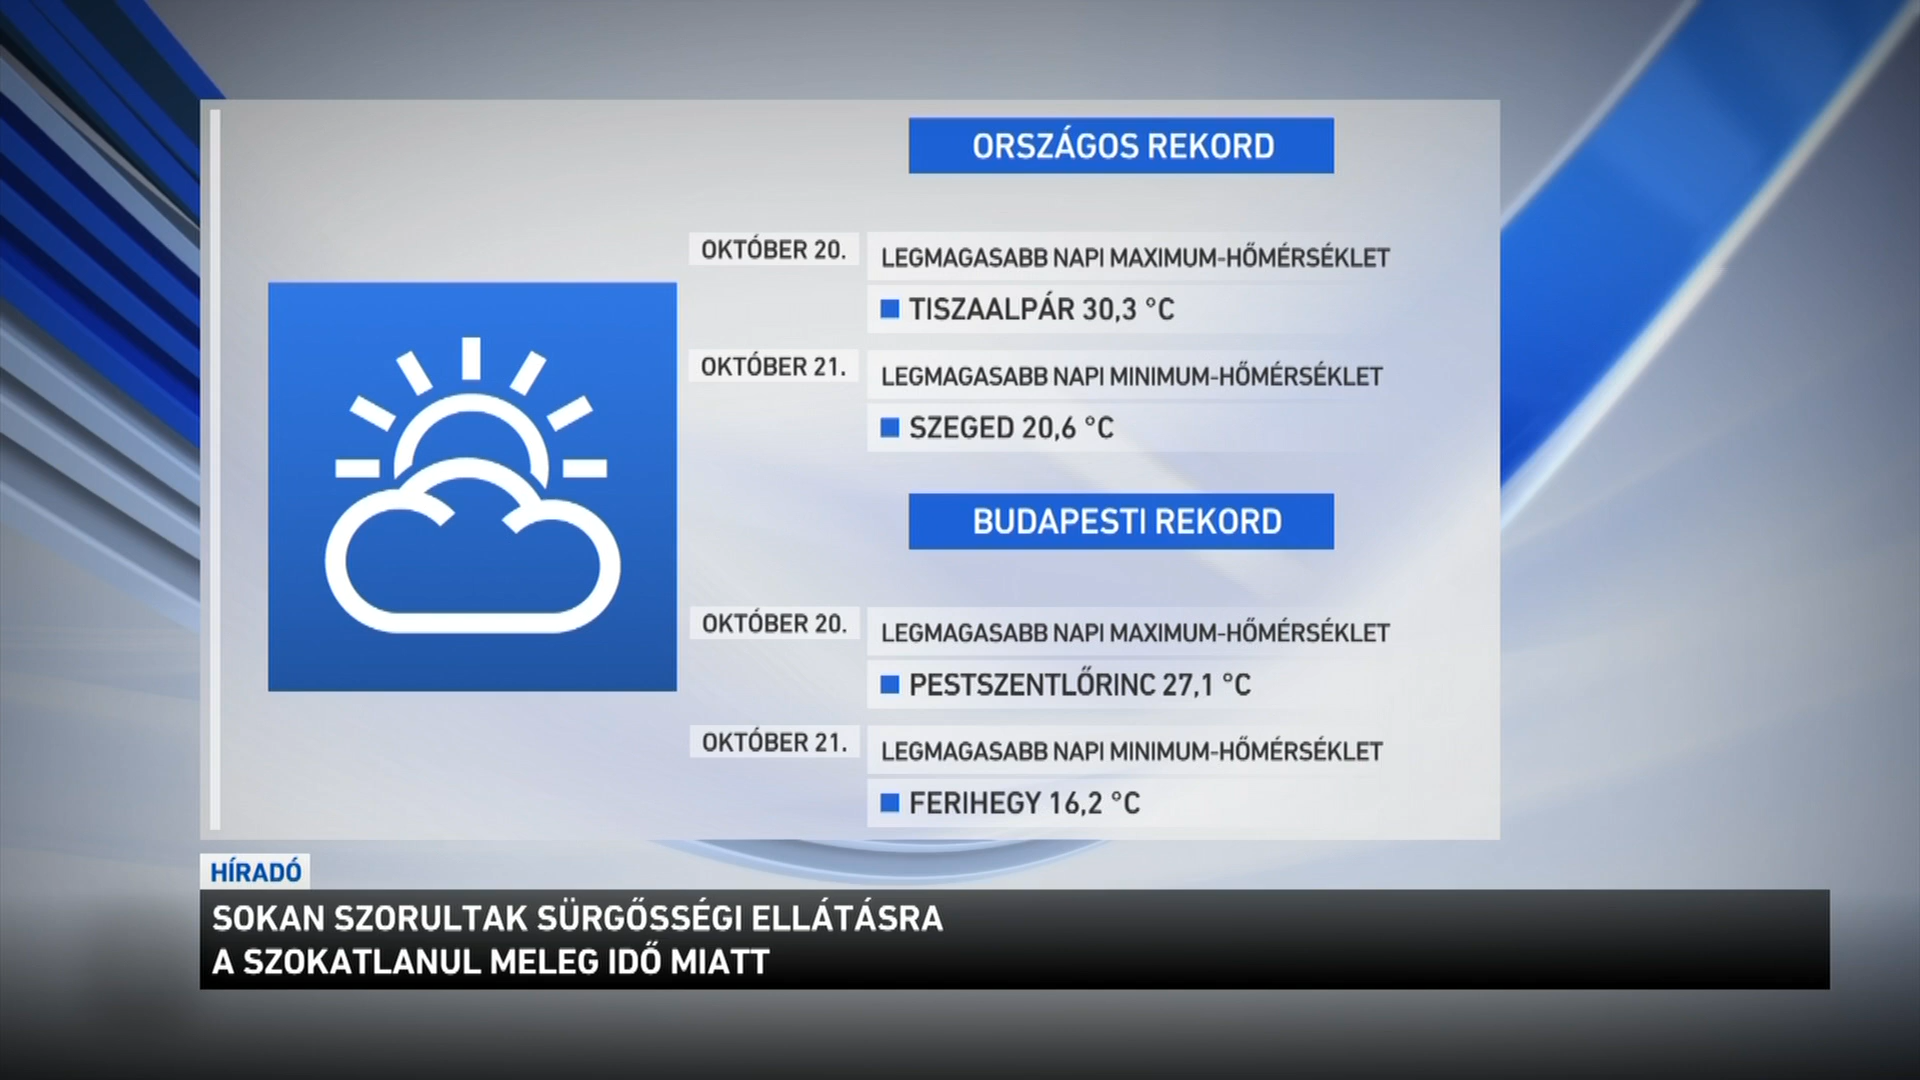 ORSZÁGOS REKORD
OKTÓBER 20.
LEGMAGASABB NAPI MAXIMUM-HŐMÉRSÉKLET
TISZAALPÁR 30,3 °C
OKTÓBER 21.
LEGMAGASABB NAPI MINIMUM-HŐMÉRSÉKLET
SZEGED 20,6 °C
BUDAPESTI REKORD
OKTÓBER 20.
LEGMAGASABB NAPI MAXIMUM-HŐMÉRSÉKLET
PESTSZENTLŐRINC 27,1 °C
OKTÓBER 21.
LEGMAGASABB NAPI MINIMUM-HŐMÉRSÉKLET
FERIHEGY 16,2 °C
HÍRADÓ
SOKAN SZORULTAK SÜRGŐSSÉGI ELLÁTÁSRA
A SZOKATLANUL MELEG IDŐ MIATT